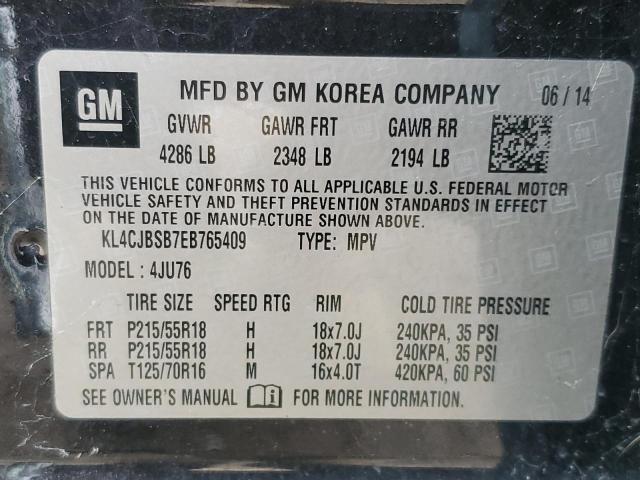 GM MFD BY GM KOREA COMPANY 06 / 14
GVWR GAWR FRT GAWR RR
4286 LB 2348 LB 2194 LB
THIS VEHICLE CONFORMS TO ALL APPLICABLE U.S. FEDERAL MOTOR
VEHICLE SAFETY AND THEFT PREVENTION STANDARDS IN EFFECT
ON THE DATE OF MANUFACTURE SHOWN ABOVE.
KL4CJBSB7EB765409 TYPE: MPV
MODEL : 4JU76
TIRE SIZE SPEED RTG RIM COLD TIRE PRESSURE
FRT P215/55R18 H 18x7.0J 240KPA, 35 PSI
RR P215/55R18 H 18x7.0J 240KPA, 35 PSI
SPA T125/70R16 M 16x4.0T 420KPA, 60 PSI
SEE OWNER'S MANUAL FOR MORE INFORMATION.